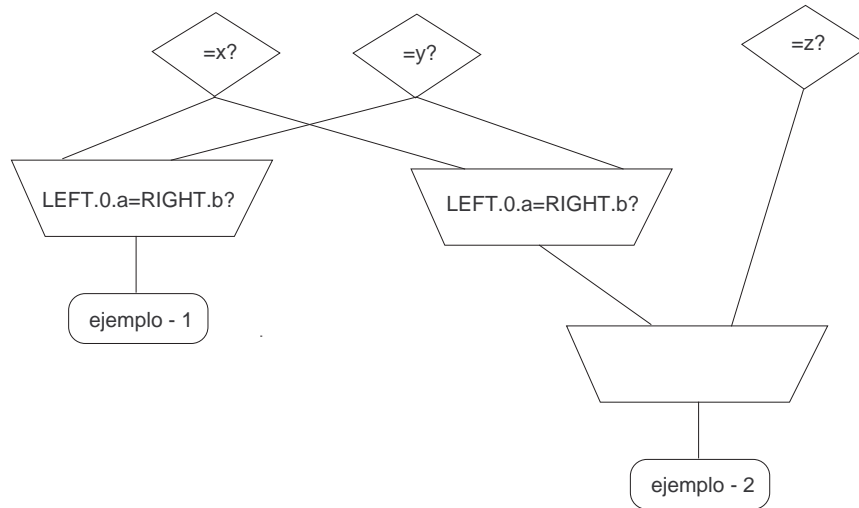 =x?
=y?
=z?
LEFT.0.a=RIGHT.b?
LEFT.0.a=RIGHT.b?
ejemplo - 1
ejemplo - 2